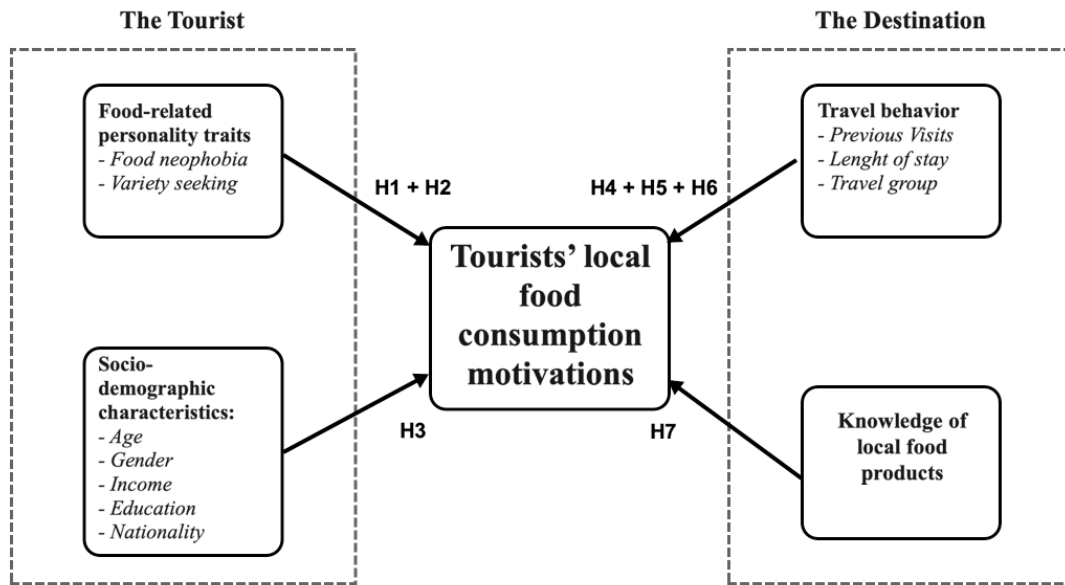 The Tourist
The Destination
Food-related
personality traits
- Food neophobia
- Variety seeking
Travel behavior
- Previous Visits
- Lenght of stay
- Travel group
H1 + H2
H4 + H5 + H6
Tourists’ local
food
consumption
motivations
Socio-
demographic
characteristics:
- Age
- Gender
- Income
- Education
- Nationality
H3
H7
Knowledge of
local food
products